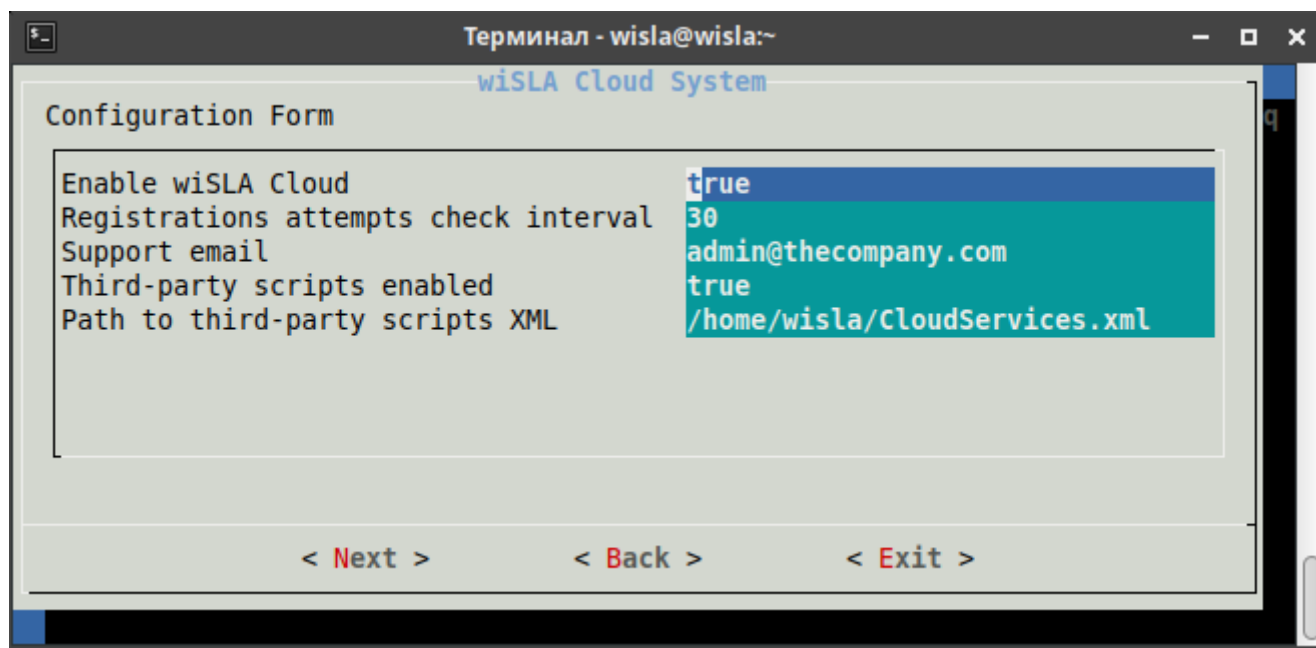 Терминал - wisla@wisla:~
wiSLA Cloud System
Configuration Form
q
Enable wiSLA Cloud true
Registrations attempts check interval 30
Support email admin@thecompany.com
Third-party scripts enabled true
Path to third-party scripts XML /home/wisla/CloudServices.xml
< Next > < Back > < Exit >